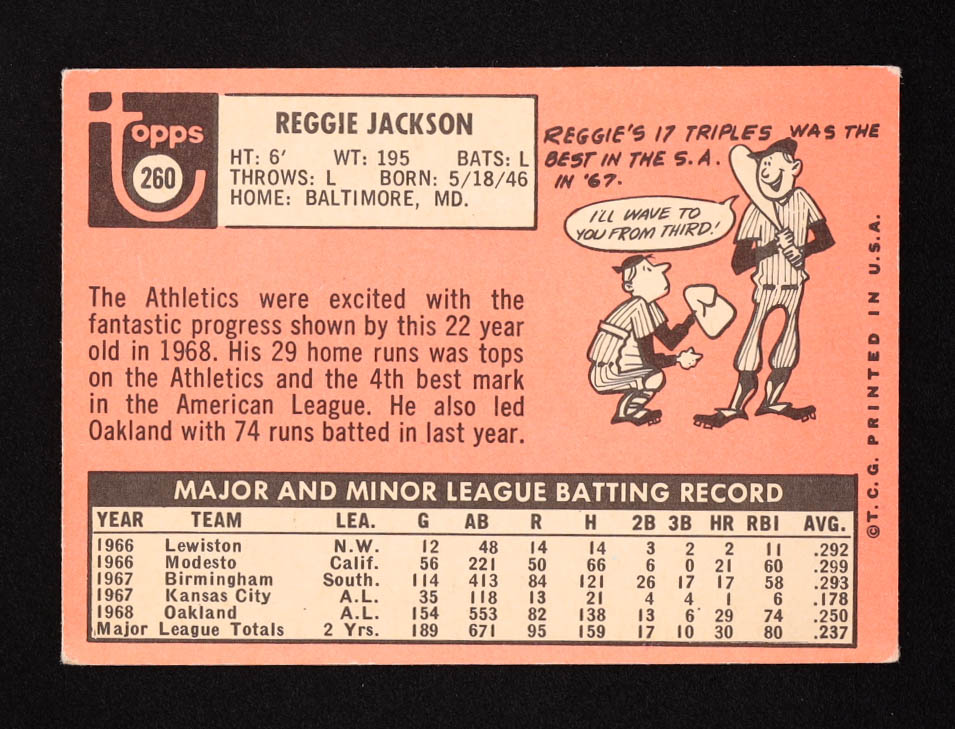 topps
260
REGGIE JACKSON
HT: 6' WT: 195 BATS: L
THROWS: L BORN: 5/18/46
HOME: BALTIMORE, MD.
REGGIE'S 17 TRIPLES WAS THE
BEST IN THE S.A.
IN '67.
I'LL WAVE TO
YOU FROM THIRD!
The Athletics were excited with the
fantastic progress shown by this 22 year
old in 1968. His 29 home runs was tops
on the Athletics and the 4th best mark
in the American League. He also led
Oakland with 74 runs batted in last year.
MAJOR AND MINOR LEAGUE BATTING RECORD
YEAR TEAM LEA. G AB R H 2B 3B HR RBI AVG.
1966 Lewiston N.W. 12 48 14 14 3 2 2 11 .292
1966 Modesto Calif. 56 221 50 66 6 0 21 60 .299
1967 Birmingham South. 114 413 84 121 26 17 17 58 .293
1967 Kansas City A.L. 35 118 13 21 4 4 1 6 .178
1968 Oakland A.L. 154 553 82 138 13 6 29 74 .250
Major League Totals 2 Yrs. 189 671 95 159 17 10 30 80 .237
©T.C.G. PRINTED IN U.S.A.